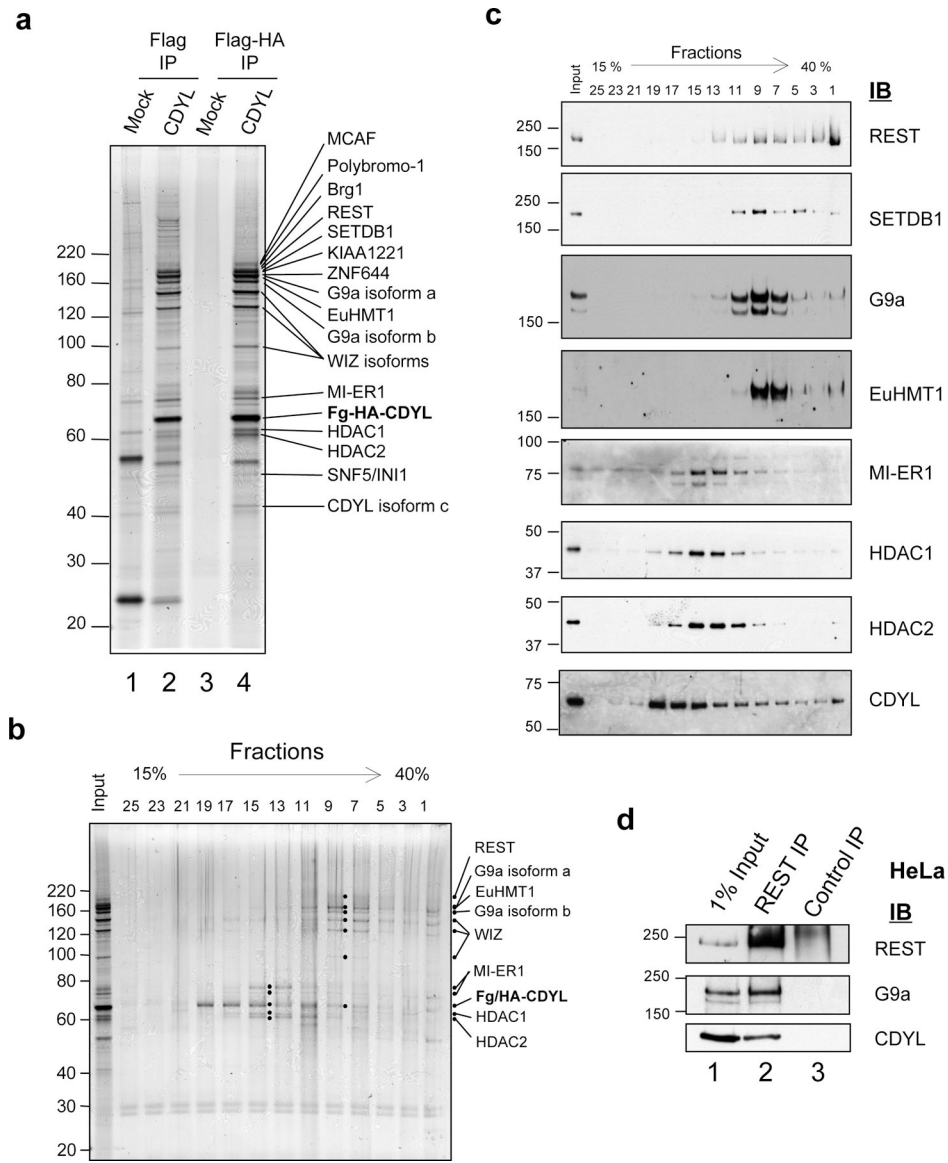 a
Flag
IP
Flag-HA
IP
Mock
CDYL
Mock
CDYL
220
160
120
100
80
60
40
30
20
MCAF
Polybromo-1
Brg1
REST
SETDB1
KIAA1221
ZNF644
G9a isoform a
EuHMT1
G9a isoform b
WIZ isoforms
MI-ER1
Fg-HA-CDYL
HDAC1
HDAC2
SNF5/INI1
CDYL isoform c
1 2 3 4
b
Fractions
15% 40%
Input 25 23 21 19 17 15 13 11 9 7 5 3 1
220
160
120
100
80
60
40
30
20
REST
G9a isoform a
EuHMT1
G9a isoform b
WIZ
MI-ER1
Fg/HA-CDYL
HDAC1
HDAC2
c
Fractions
15 % 40 %
Input 25 23 21 19 17 15 13 11 9 7 5 3 1
IB
250
150
REST
250
150
SETDB1
150
G9a
150
EuHMT1
100
75
50
MI-ER1
50
37
HDAC1
50
37
HDAC2
75
50
CDYL
d
1% Input
REST IP
Control IP
HeLa
IB
250
REST
250
150
G9a
CDYL
1 2 3